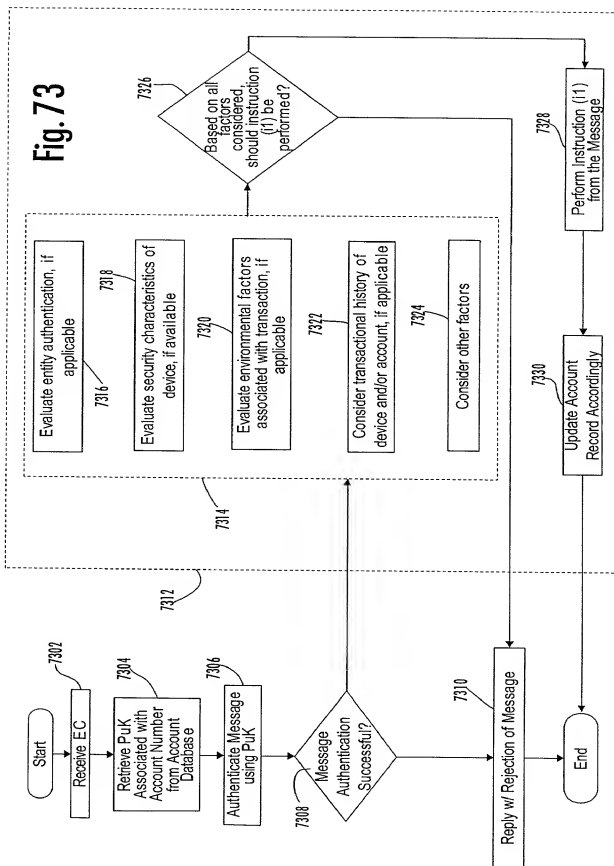 Fig. 73
Start
7302
Receive EC
7304
Retrieve PuK
Associated with
Account Number
from Account
Database
7306
Authenticate Message
using PuK
7308
Message
Authentication
Successful?
7310
Reply w/ Rejection of Message
End
7312
7314
Evaluate entity authentication, if
applicable
7316
7318
Evaluate security characteristics of
device, if available
7320
Evaluate environmental factors
associated with transaction, if
applicable
7322
Consider transactional history of
device and/or account, if applicable
7324
Consider other factors
7326
Based on all
factors
considered,
should instruction
(i1) be
performed?
7328
Perform Instruction (i1)
from the Message
7330
Update Account
Record Accordingly